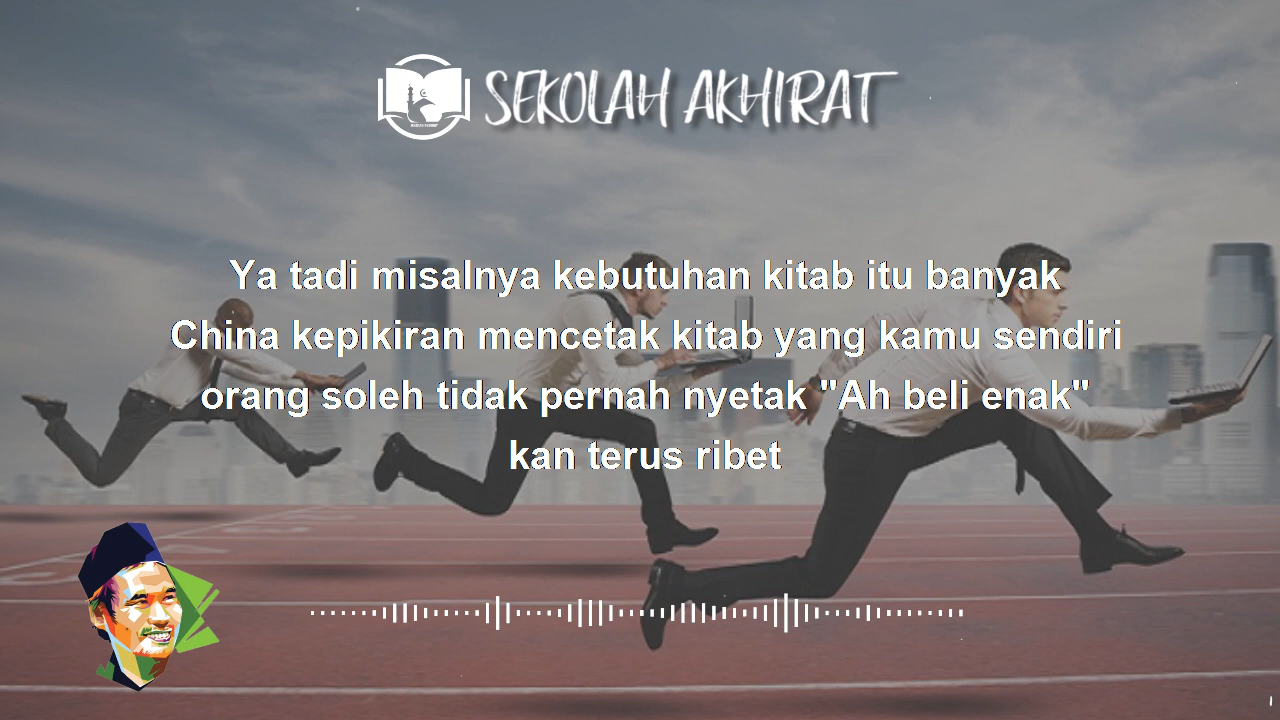 SEKOLAH AKHIRAT
Ya tadi misalnya kebutuhan kitab itu banyak
China kepikiran mencetak kitab yang kamu sendiri
orang soleh tidak pernah nyetak "Ah beli enak"
kan terus ribet